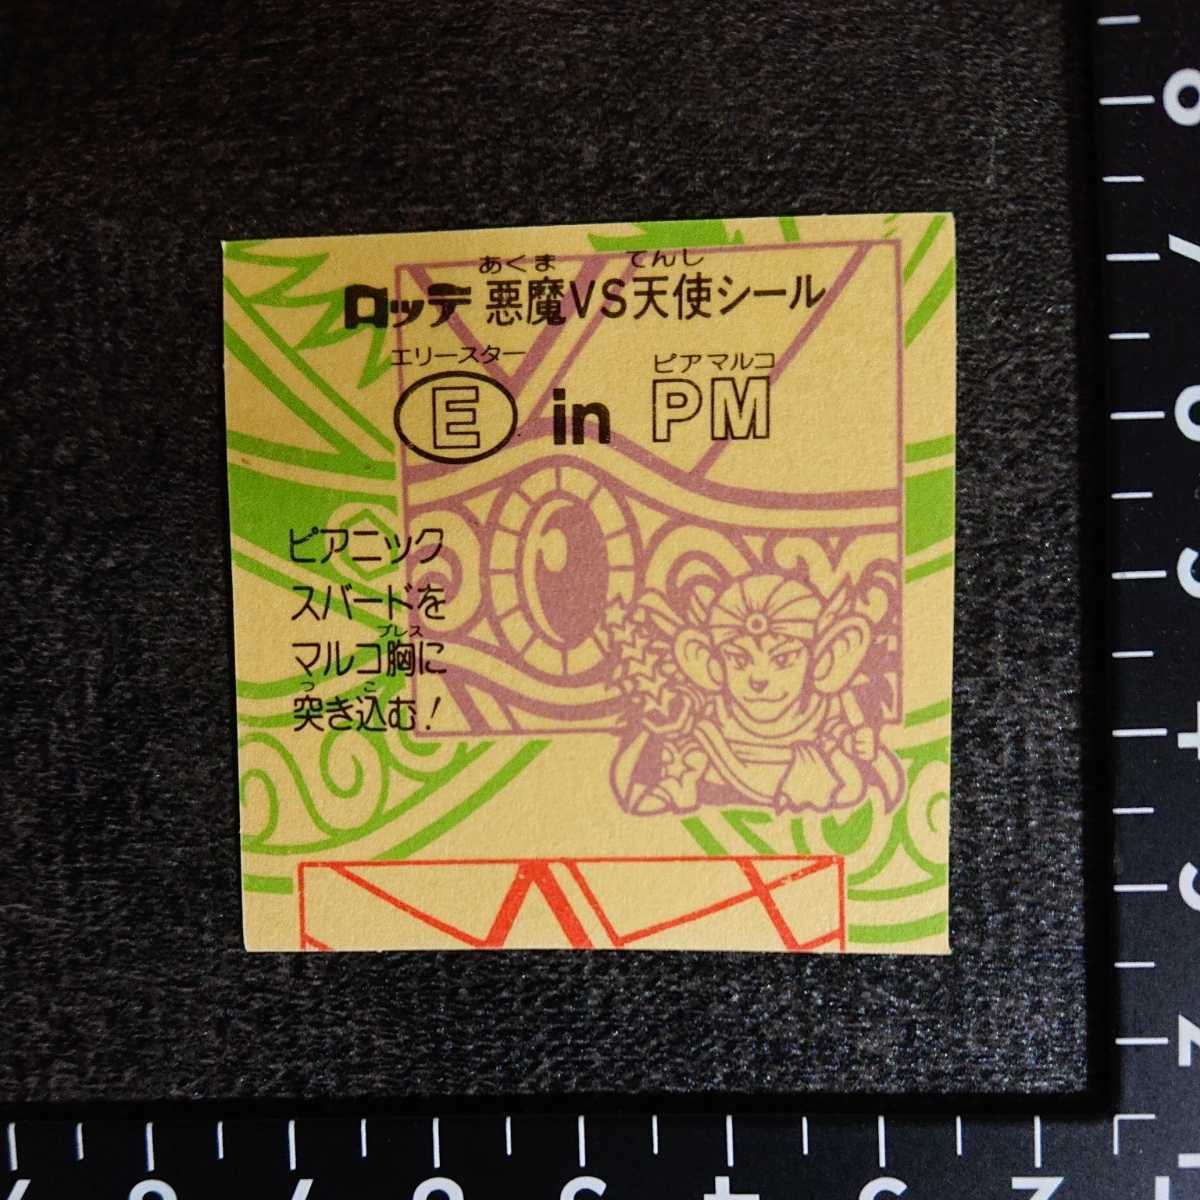 あくま てんし
ロッテ 悪魔VS天使シール
エリースター ピアマルコ
E in PM
ピアニック
スバードを
ブレス
マルコ胸に
つ こ
突き込む!